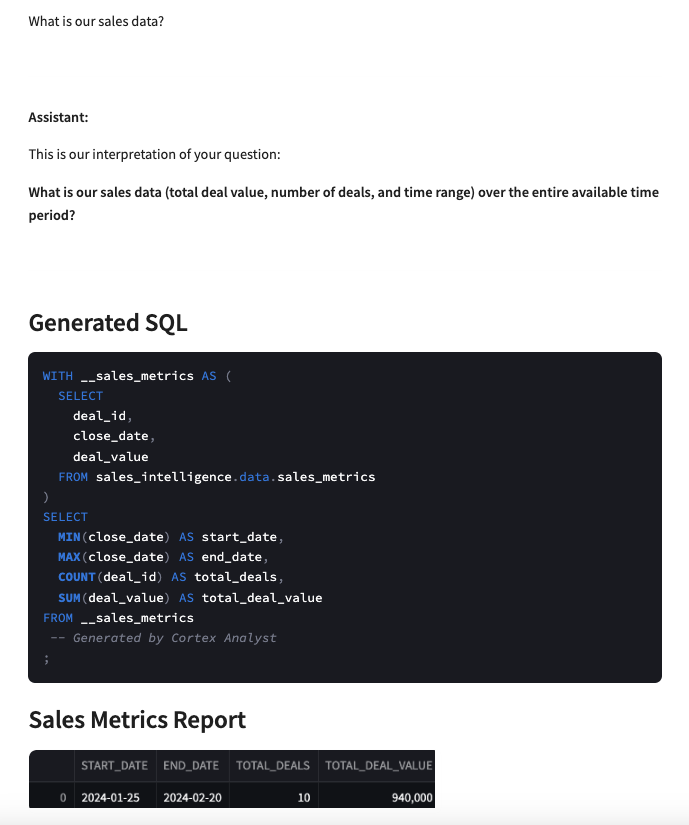 What is our sales data?
Assistant:
This is our interpretation of your question:
What is our sales data (total deal value, number of deals, and time range) over the entire available time
period?
Generated SQL
WITH __sales_metrics AS (
  SELECT
    deal_id,
    close_date,
    deal_value
  FROM sales_intelligence.data.sales_metrics
)
SELECT
  MIN(close_date) AS start_date,
  MAX(close_date) AS end_date,
  COUNT(deal_id) AS total_deals,
  SUM(deal_value) AS total_deal_value
FROM __sales_metrics
 -- Generated by Cortex Analyst
;
Sales Metrics Report
START_DATE END_DATE TOTAL_DEALS TOTAL_DEAL_VALUE
0 2024-01-25 2024-02-20 10 940,000